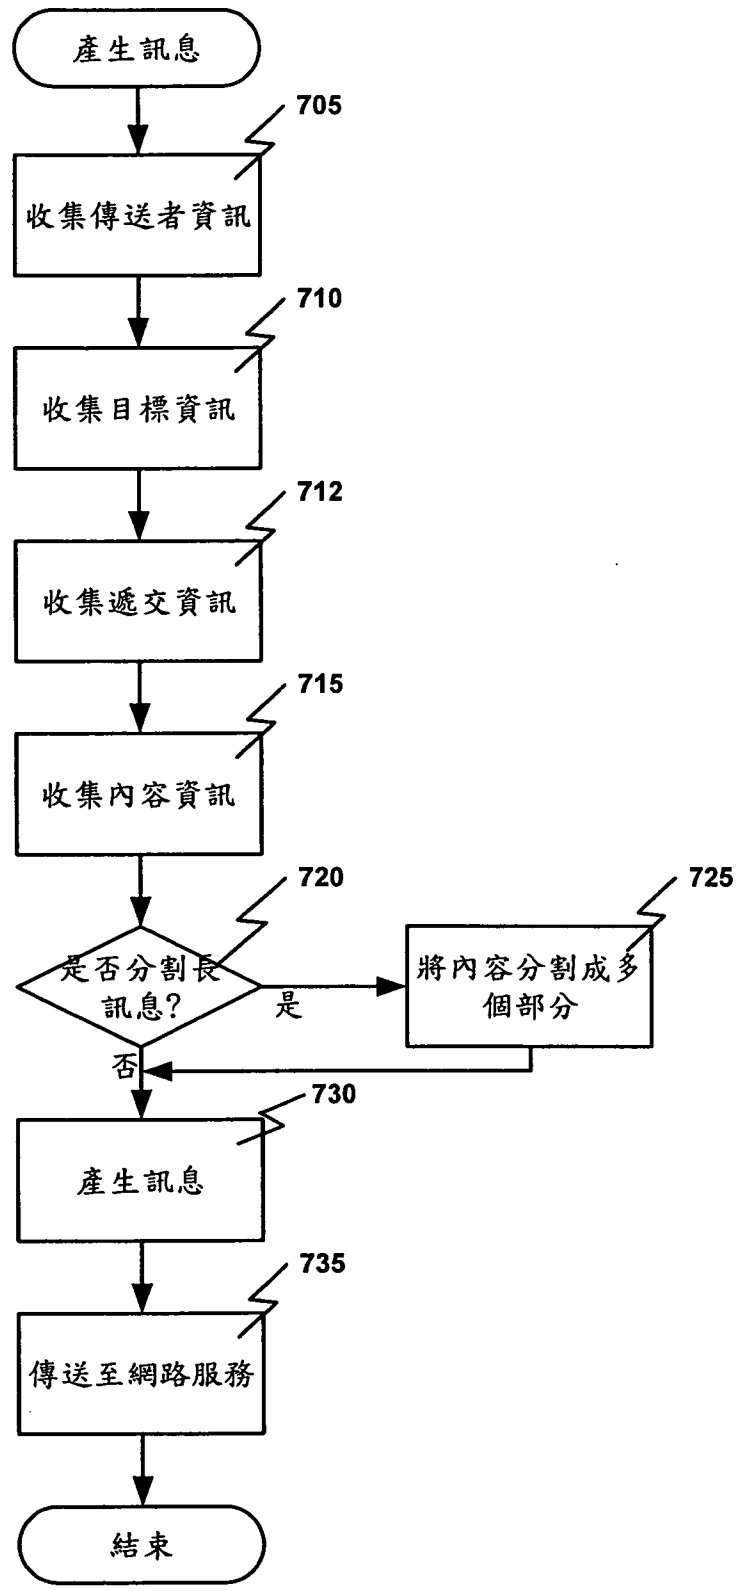 產生訊息
705
收集傳送者資訊
710
收集目標資訊
712
收集遞交資訊
715
收集內容資訊
720
是否分割長
訊息?
是
725
將內容分割成多
個部分
否
730
產生訊息
735
傳送至網路服務
結束